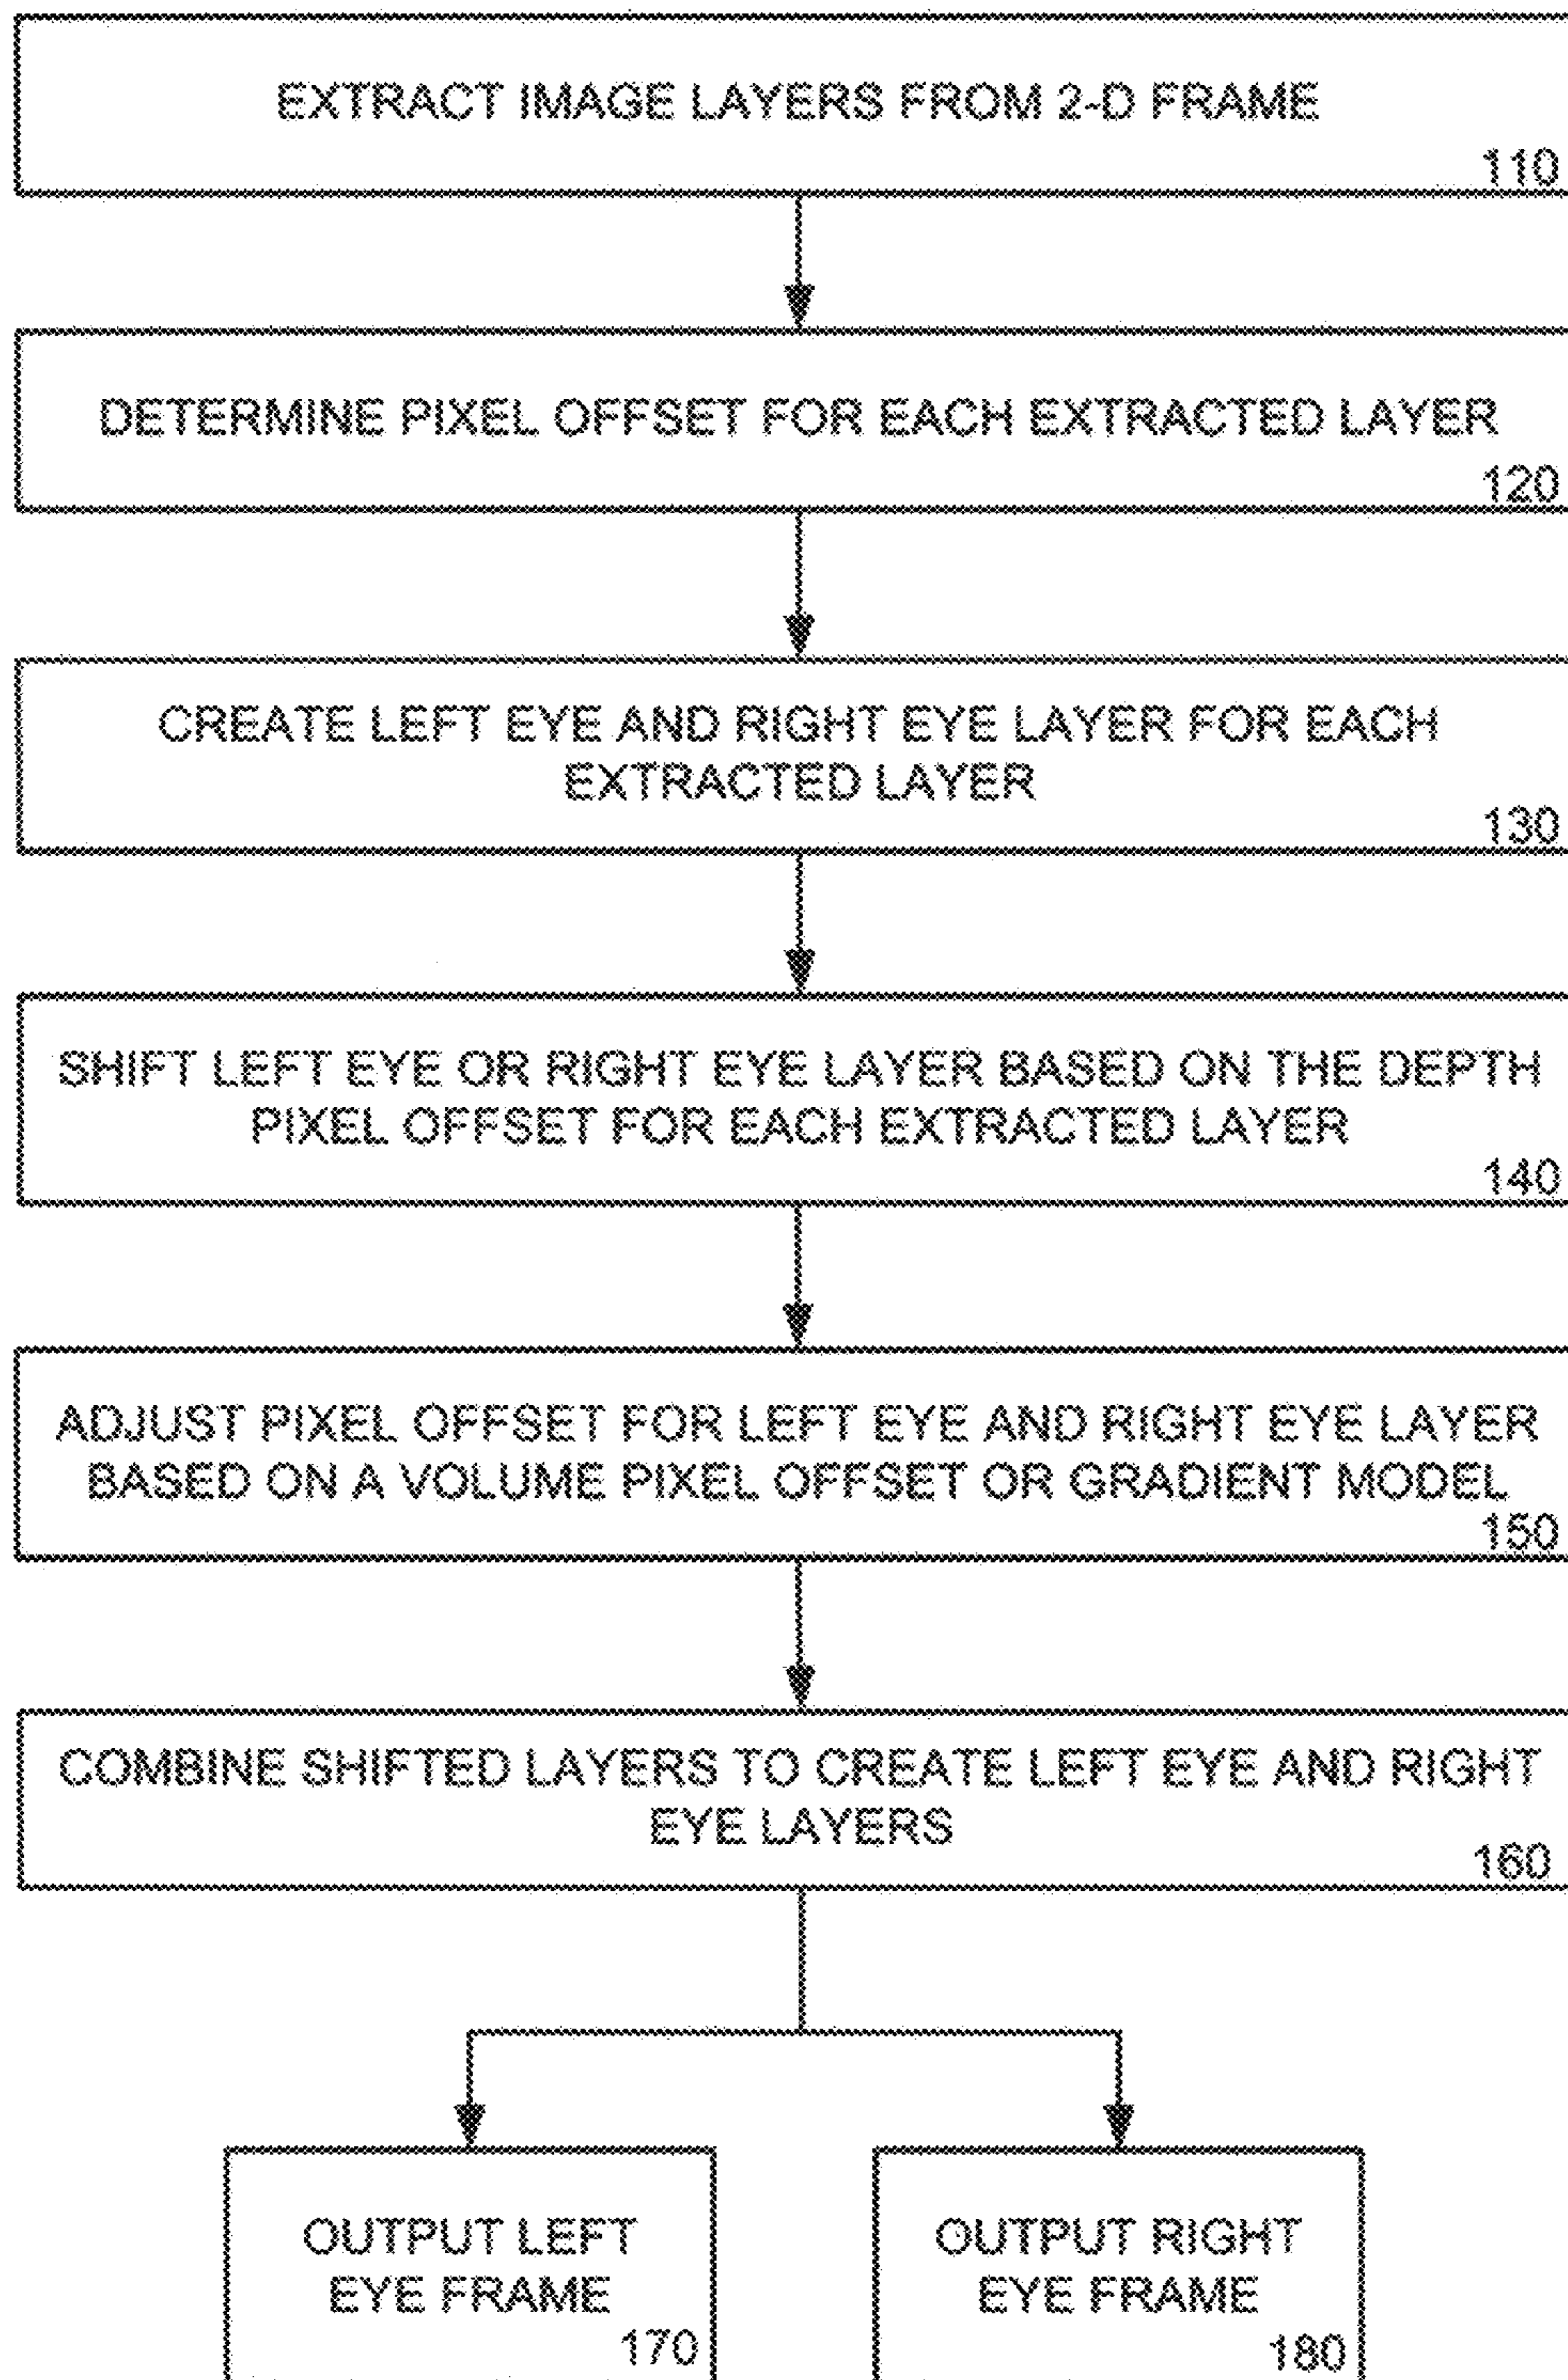 EXTRACT IMAGE LAYERS FROM 2-D FRAME
110
DETERMINE PIXEL OFFSET FOR EACH EXTRACTED LAYER
120
CREATE LEFT EYE AND RIGHT EYE LAYER FOR EACH
EXTRACTED LAYER
130
SHIFT LEFT EYE OR RIGHT EYE LAYER BASED ON THE DEPTH
PIXEL OFFSET FOR EACH EXTRACTED LAYER
140
ADJUST PIXEL OFFSET FOR LEFT EYE AND RIGHT EYE LAYER
BASED ON A VOLUME PIXEL OFFSET OR GRADIENT MODEL
150
COMBINE SHIFTED LAYERS TO CREATE LEFT EYE AND RIGHT
EYE LAYERS
160
OUTPUT LEFT
EYE FRAME
170
OUTPUT RIGHT
EYE FRAME
180